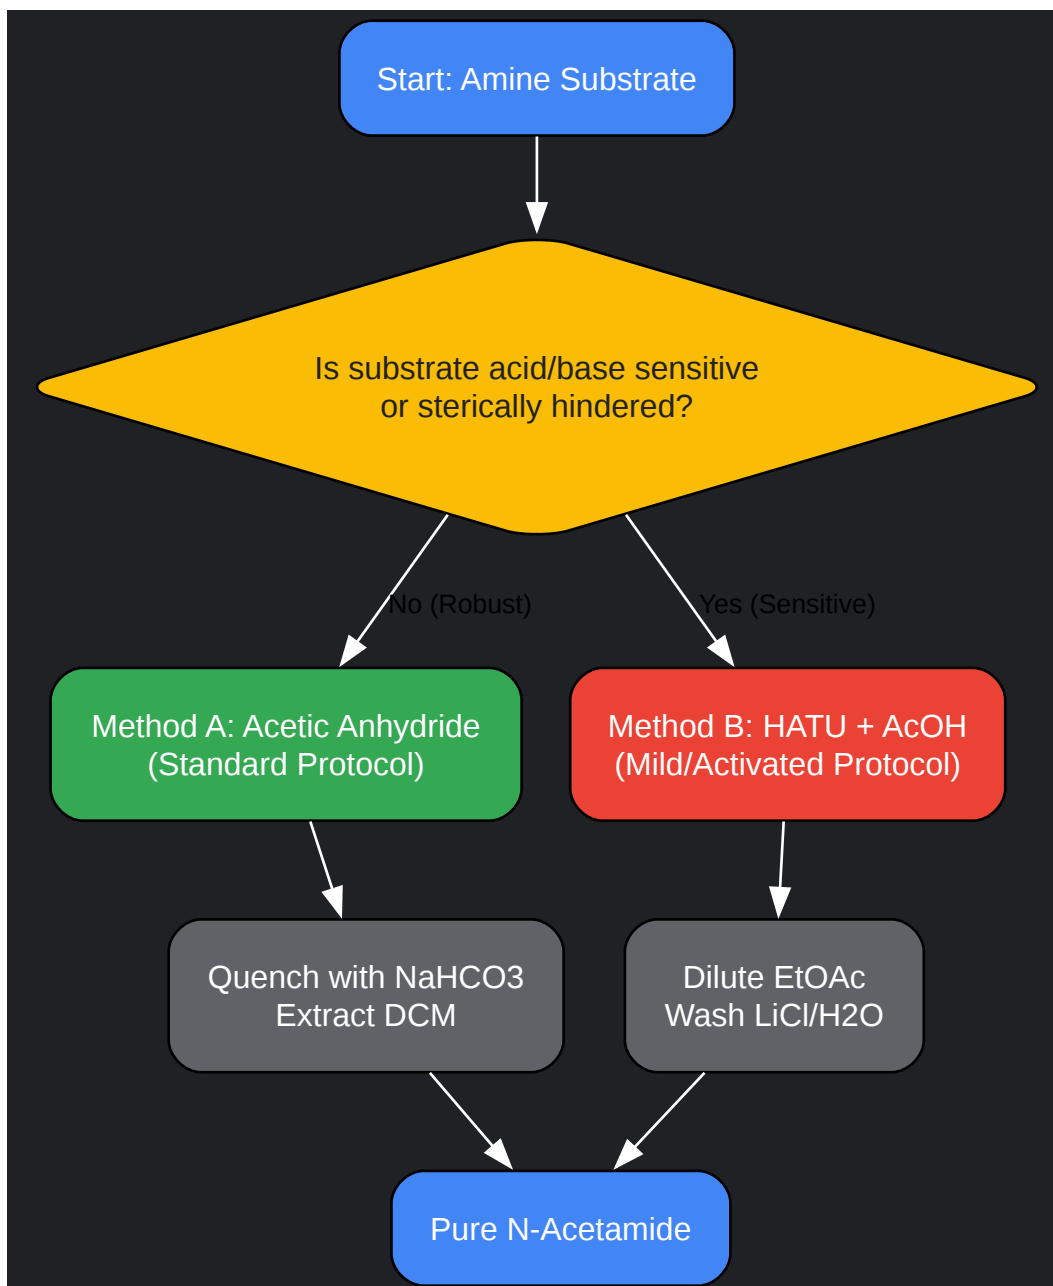 Start: Amine Substrate
Is substrate acid/base sensitive
or sterically hindered?
No (Robust)
Yes (Sensitive)
Method A: Acetic Anhydride
(Standard Protocol)
Method B: HATU + AcOH
(Mild/Activated Protocol)
Quench with NaHCO3
Extract DCM
Dilute EtOAc
Wash LiCl/H2O
Pure N-Acetamide